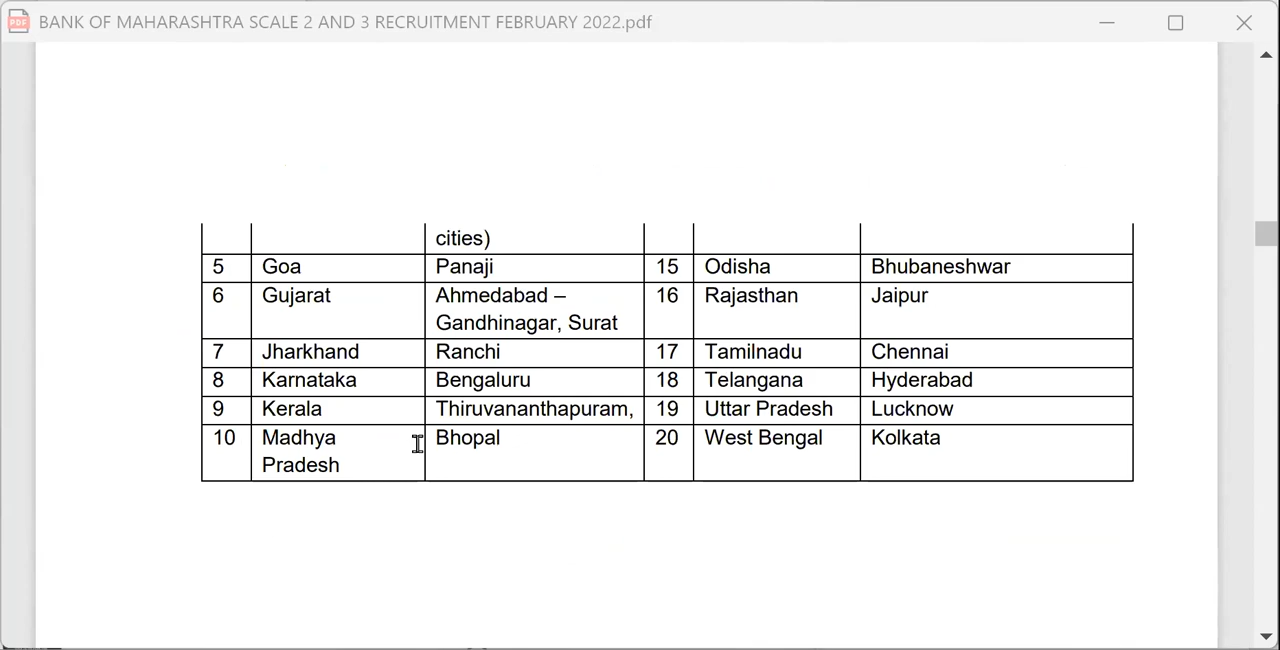 BANK OF MAHARASHTRA SCALE 2 AND 3 RECRUITMENT FEBRUARY 2022.pdf
cities)
5 Goa Panaji 15 Odisha Bhubaneshwar
6 Gujarat Ahmedabad – 16 Rajasthan Jaipur
Gandhinagar, Surat
7 Jharkhand Ranchi 17 Tamilnadu Chennai
8 Karnataka Bengaluru 18 Telangana Hyderabad
9 Kerala Thiruvananthapuram, 19 Uttar Pradesh Lucknow
10 Madhya Bhopal 20 West Bengal Kolkata
Pradesh